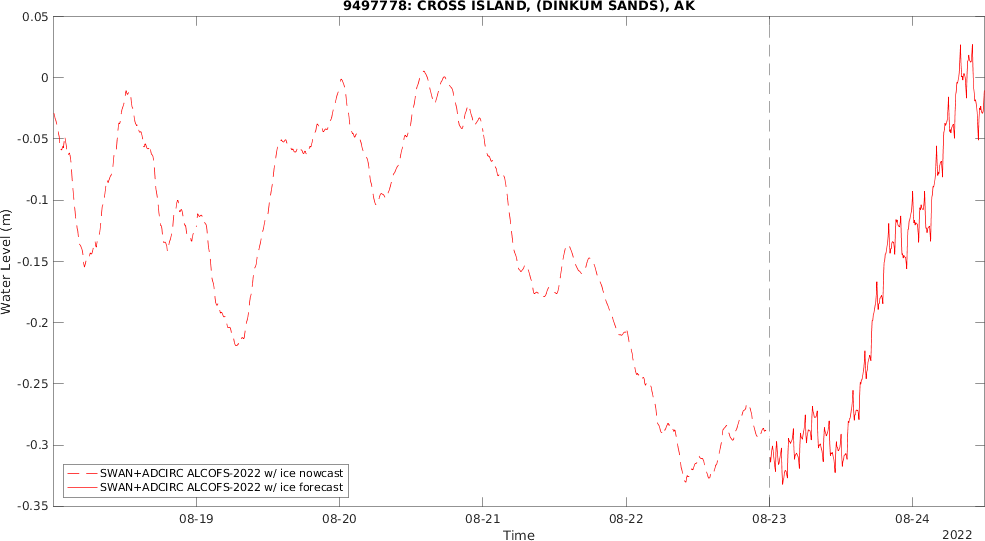 9497778: CROSS ISLAND, (DINKUM SANDS), AK
0.05
0
-0.05
-0.1
-0.15
-0.2
-0.25
-0.3
-0.35
Water Level (m)
SWAN+ADCIRC ALCOFS-2022 w/ ice nowcast
SWAN+ADCIRC ALCOFS-2022 w/ ice forecast
08-19 08-20 08-21 08-22 08-23 08-24
Time
2022